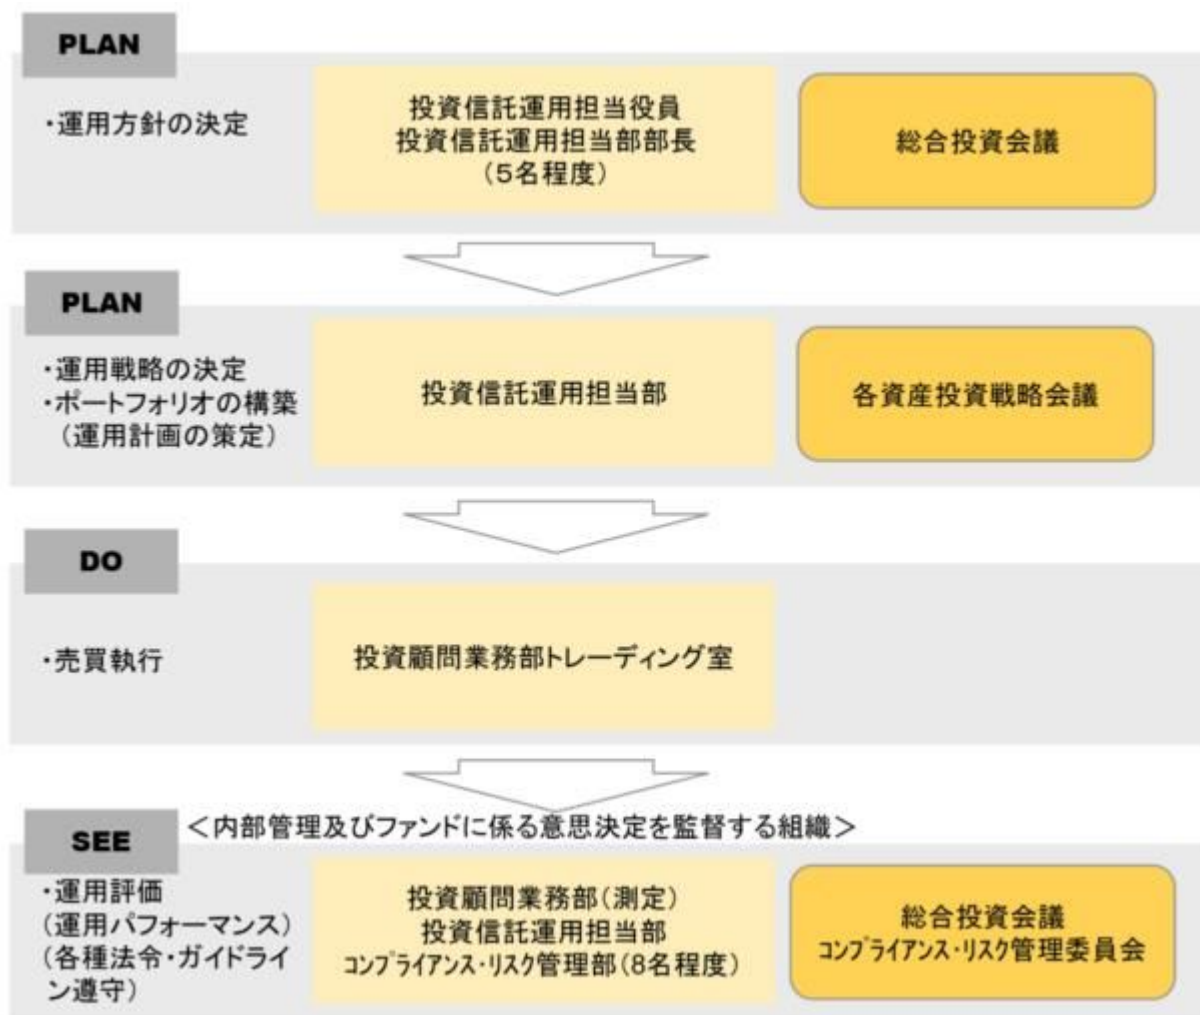 PLAN
・運用方針の決定
投資信託運用担当役員
投資信託運用担当部部長
(5名程度)
総合投資会議
PLAN
・運用戦略の決定
・ポートフォリオの構築
(運用計画の策定)
投資信託運用担当部
各資産投資戦略会議
DO
・売買執行
投資顧問業務部トレーディング室
SEE
＜内部管理及びファンドに係る意思決定を監督する組織＞
・運用評価
(運用パフォーマンス)
(各種法令・ガイドライ
ン遵守)
投資顧問業務部(測定)
投資信託運用担当部
ｺﾝﾌﾟﾗｲｱﾝｽ・ﾘｽｸ管理部(8名程度)
総合投資会議
ｺﾝﾌﾟﾗｲｱﾝｽ・ﾘｽｸ管理委員会